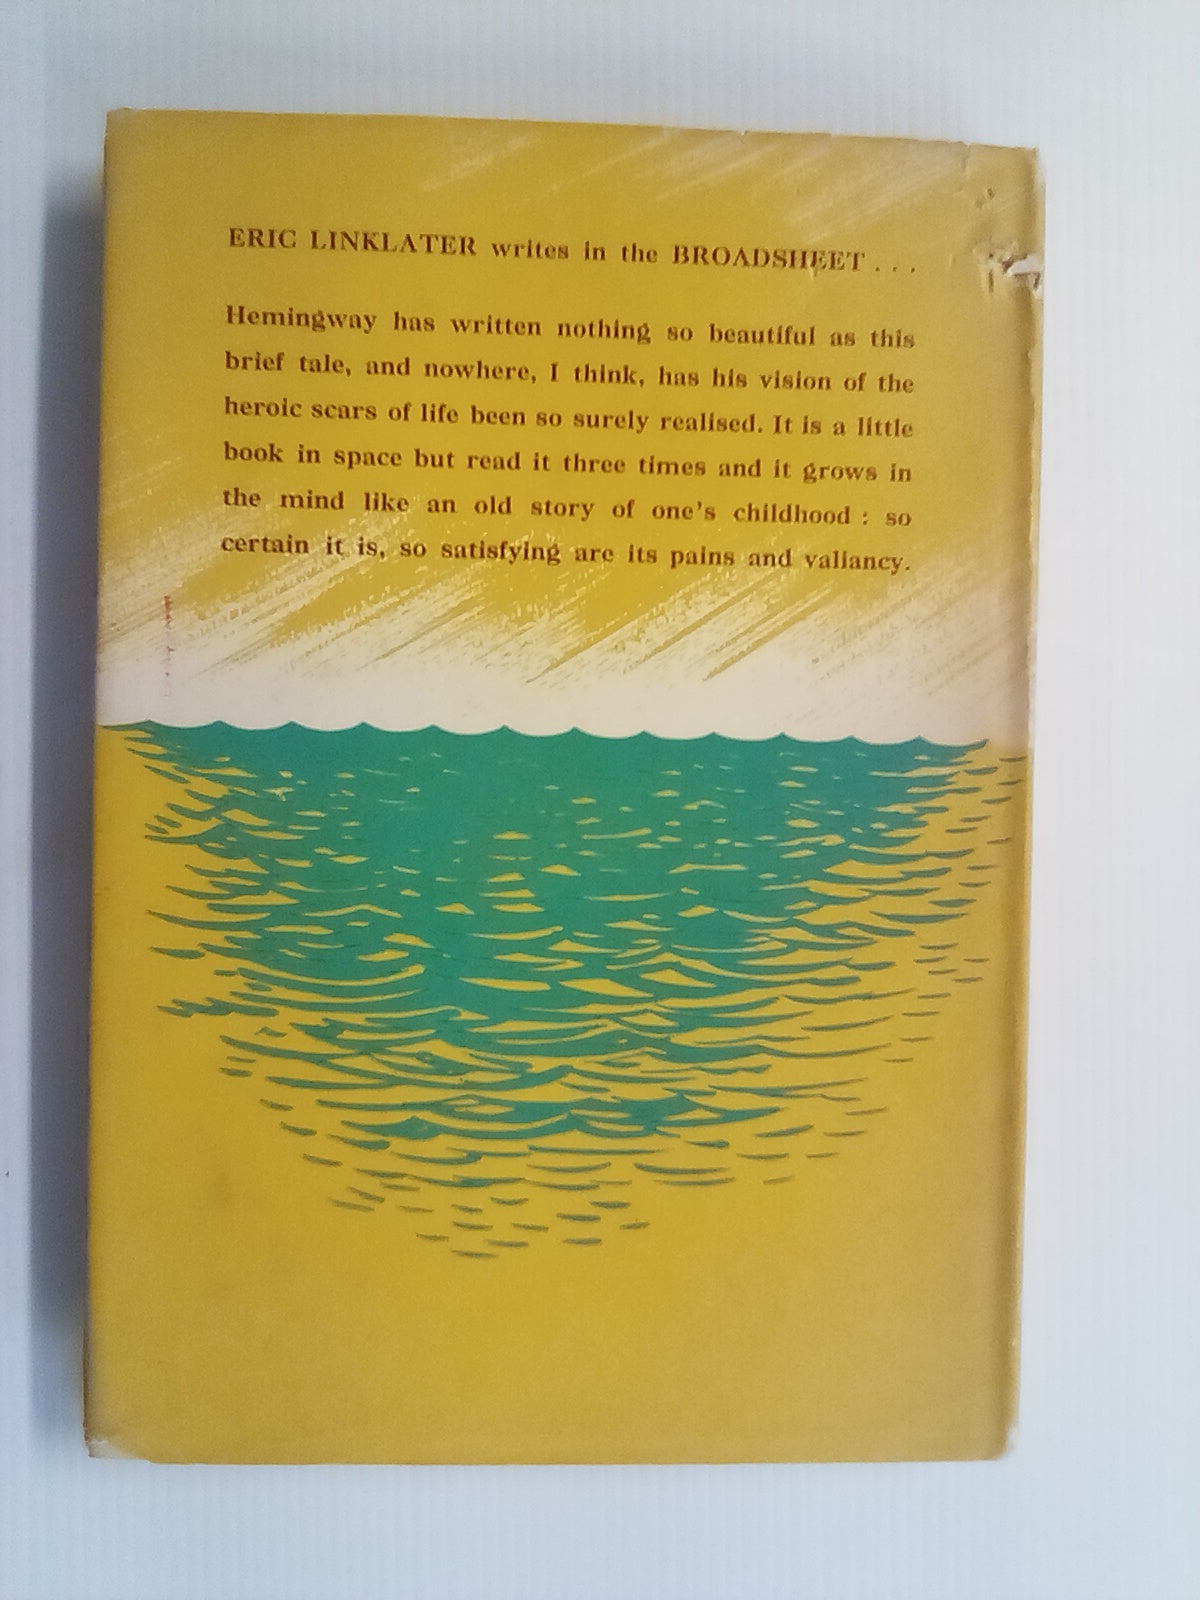 ERIC LINKLATER writes in the BROADSHEET . . .
Hemingway has written nothing so beautiful as this
brief tale, and nowhere, I think, has his vision of the
heroic scars of life been so surely realised. It is a little
book in space but read it three times and it grows in
the mind like an old story of one's childhood : so
certain it is, so satisfying are its pains and valiancy.